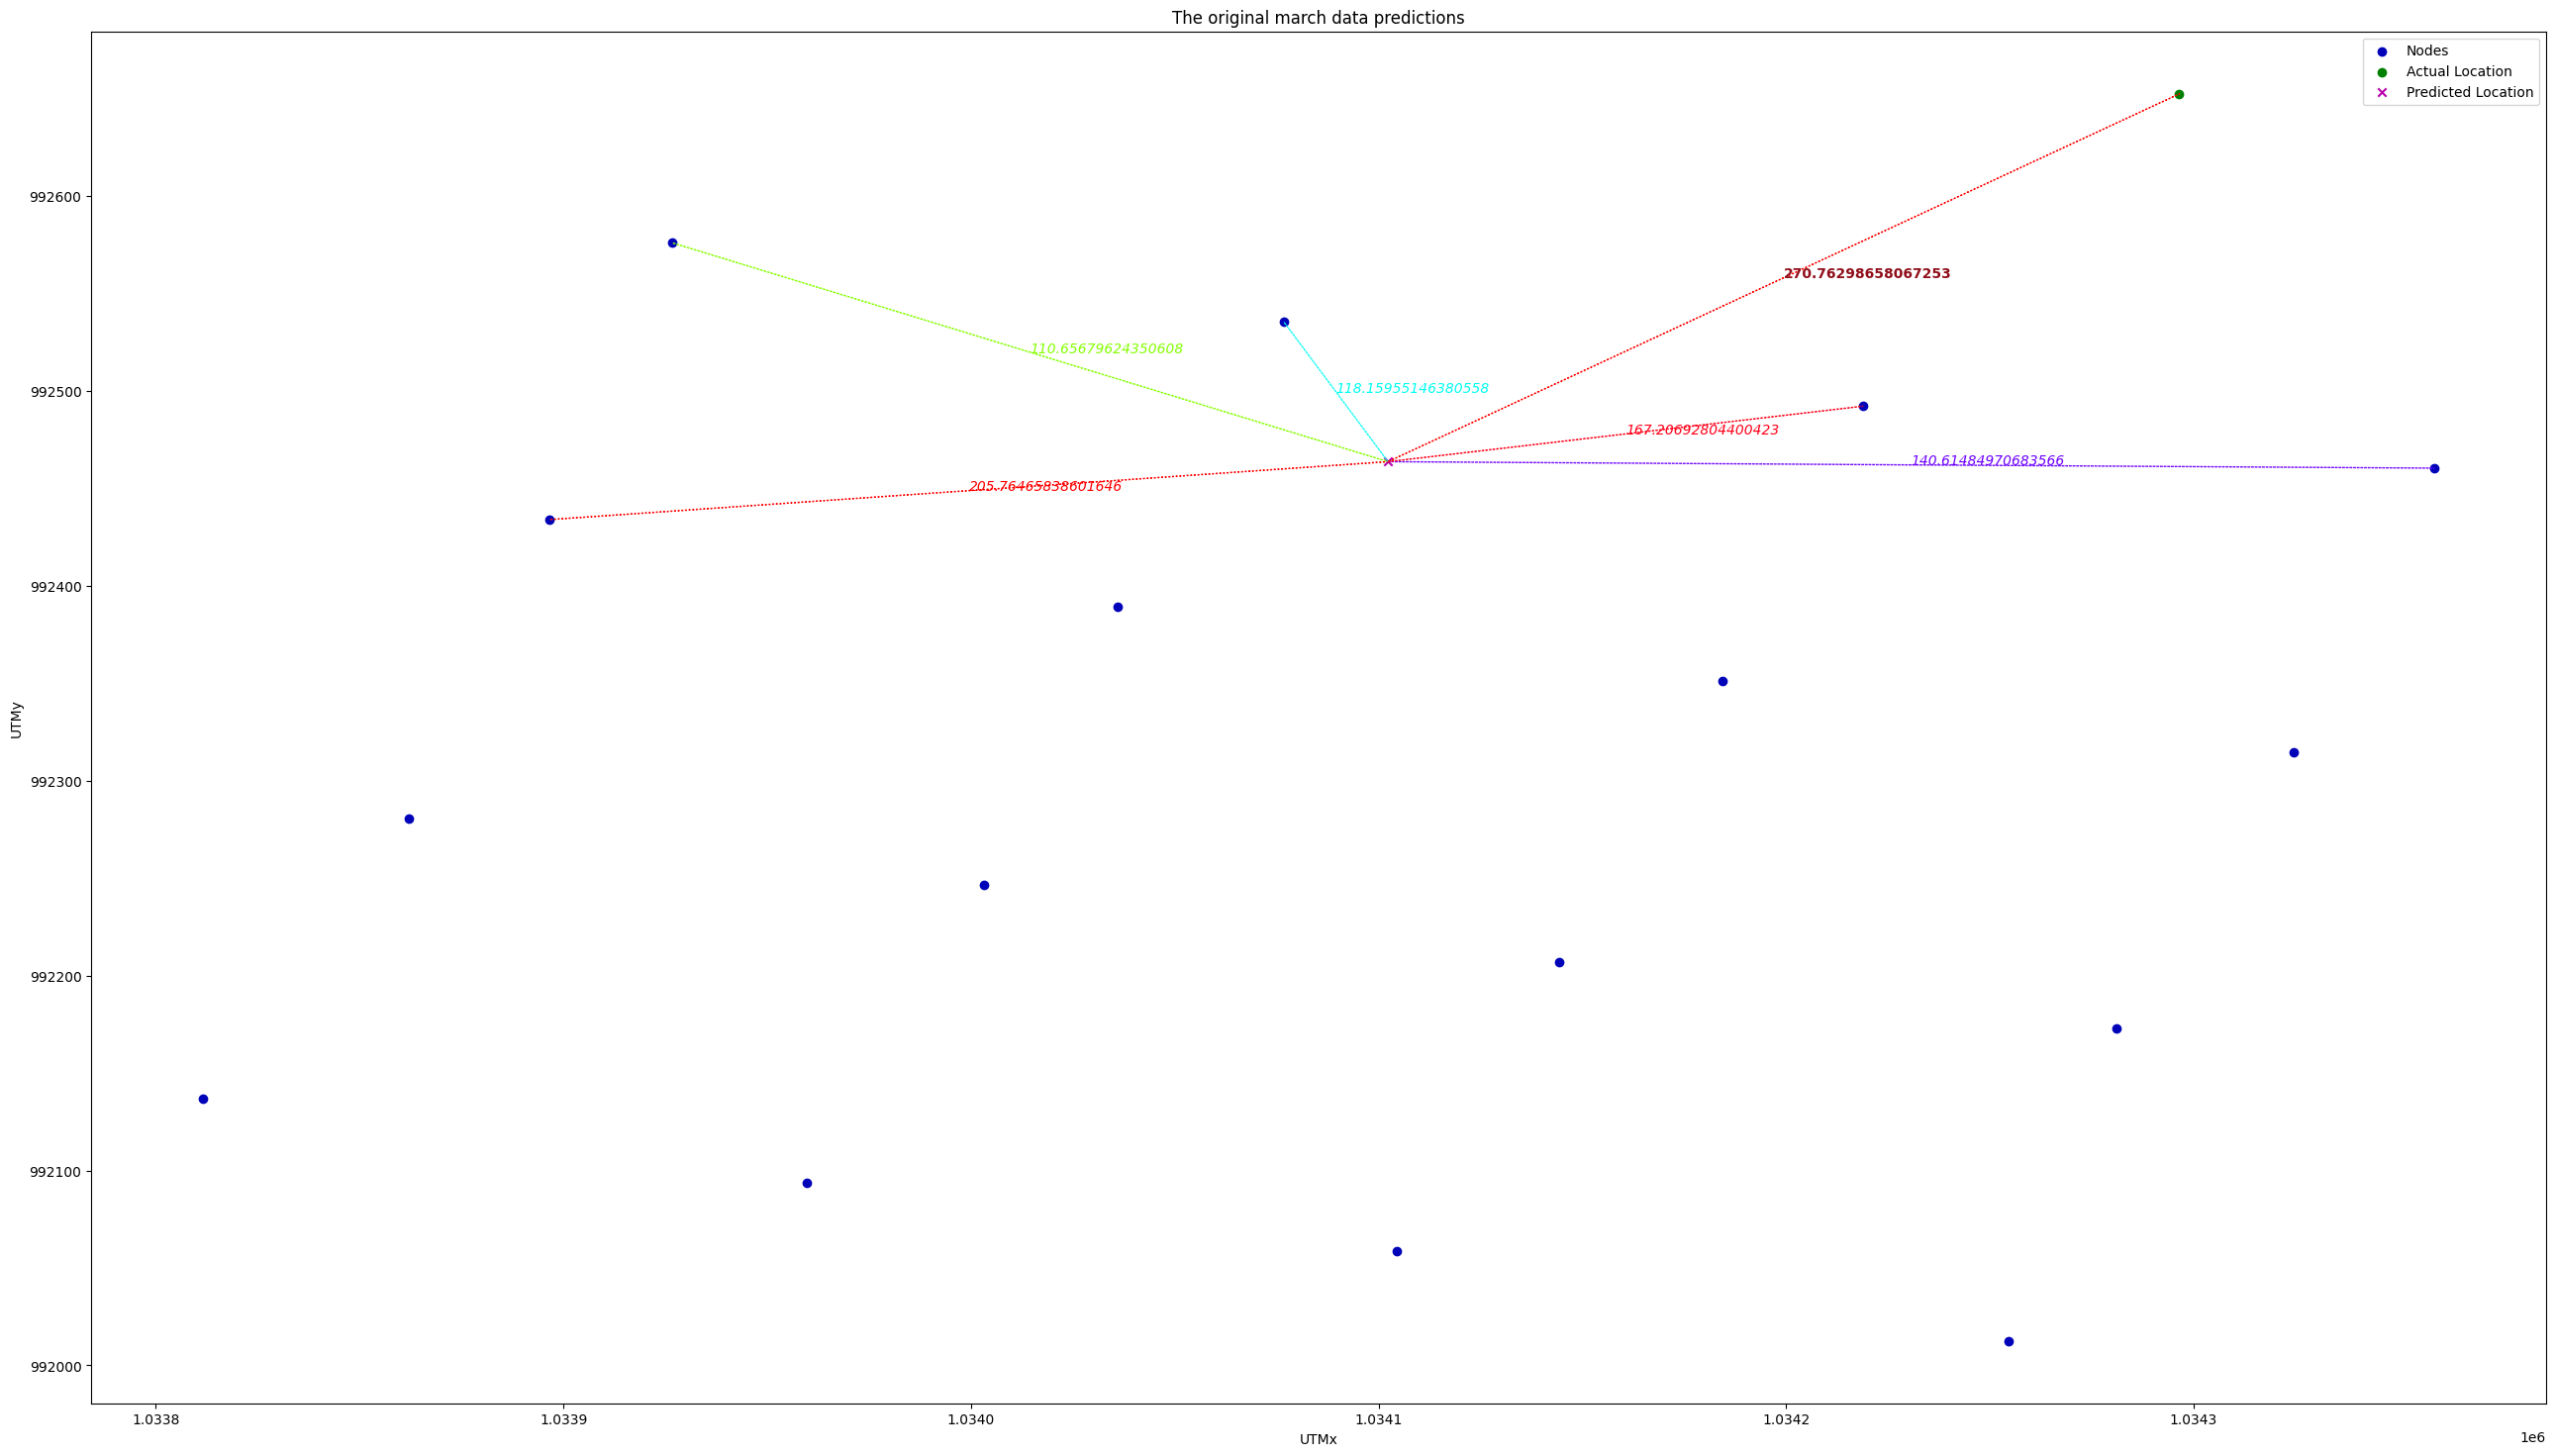 The original march data predictions
Nodes
Actual Location
Predicted Location
992600
270.76298658067253
110.65679624350608
992500
118.15955146380558
167.20692804400423
140.61484970683566
205.76465838601646
992400
UTMy
992300
992200
992100
992000
1.0338 1.0339 1.0340 1.0341 1.0342 1.0343
UTMx
1e6